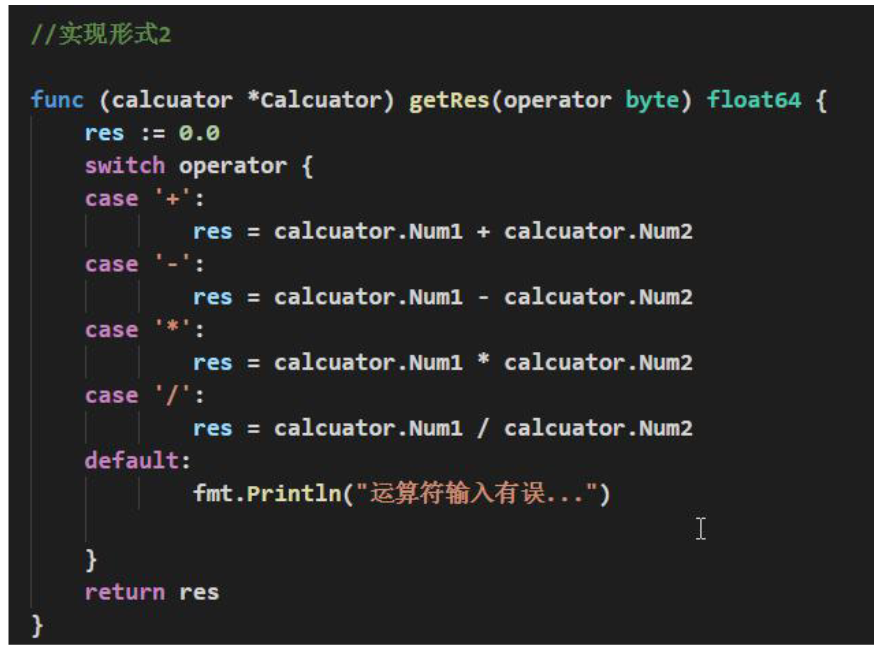 //实现形式2
func (calcuator *Calcuator) getRes(operator byte) float64 {
res := 0.0
switch operator {
case '+':
res = calcuator.Num1 + calcuator.Num2
case '-':
res = calcuator.Num1 - calcuator.Num2
case '*':
res = calcuator.Num1 * calcuator.Num2
case '/':
res = calcuator.Num1 / calcuator.Num2
default:
fmt.Println("运算符输入有误...")
}
return res
}